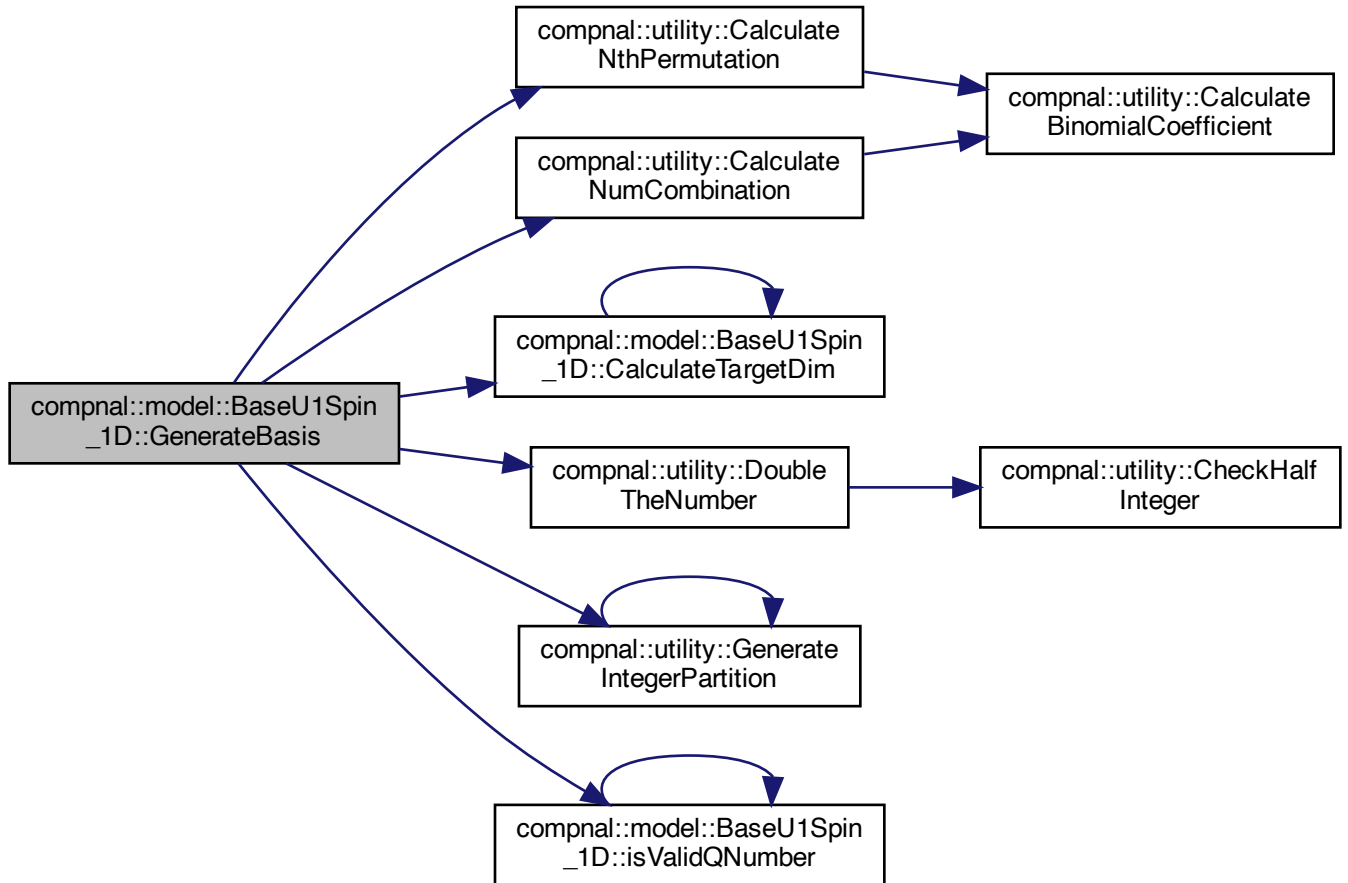 compnal::utility::Calculate
NthPermutation
compnal::utility::Calculate
BinomialCoefficient
compnal::utility::Calculate
NumCombination
compnal::model::BaseU1Spin
_1D::CalculateTargetDim
compnal::model::BaseU1Spin
_1D::GenerateBasis
compnal::utility::Double
TheNumber
compnal::utility::CheckHalf
Integer
compnal::utility::Generate
IntegerPartition
compnal::model::BaseU1Spin
_1D::isValidQNumber